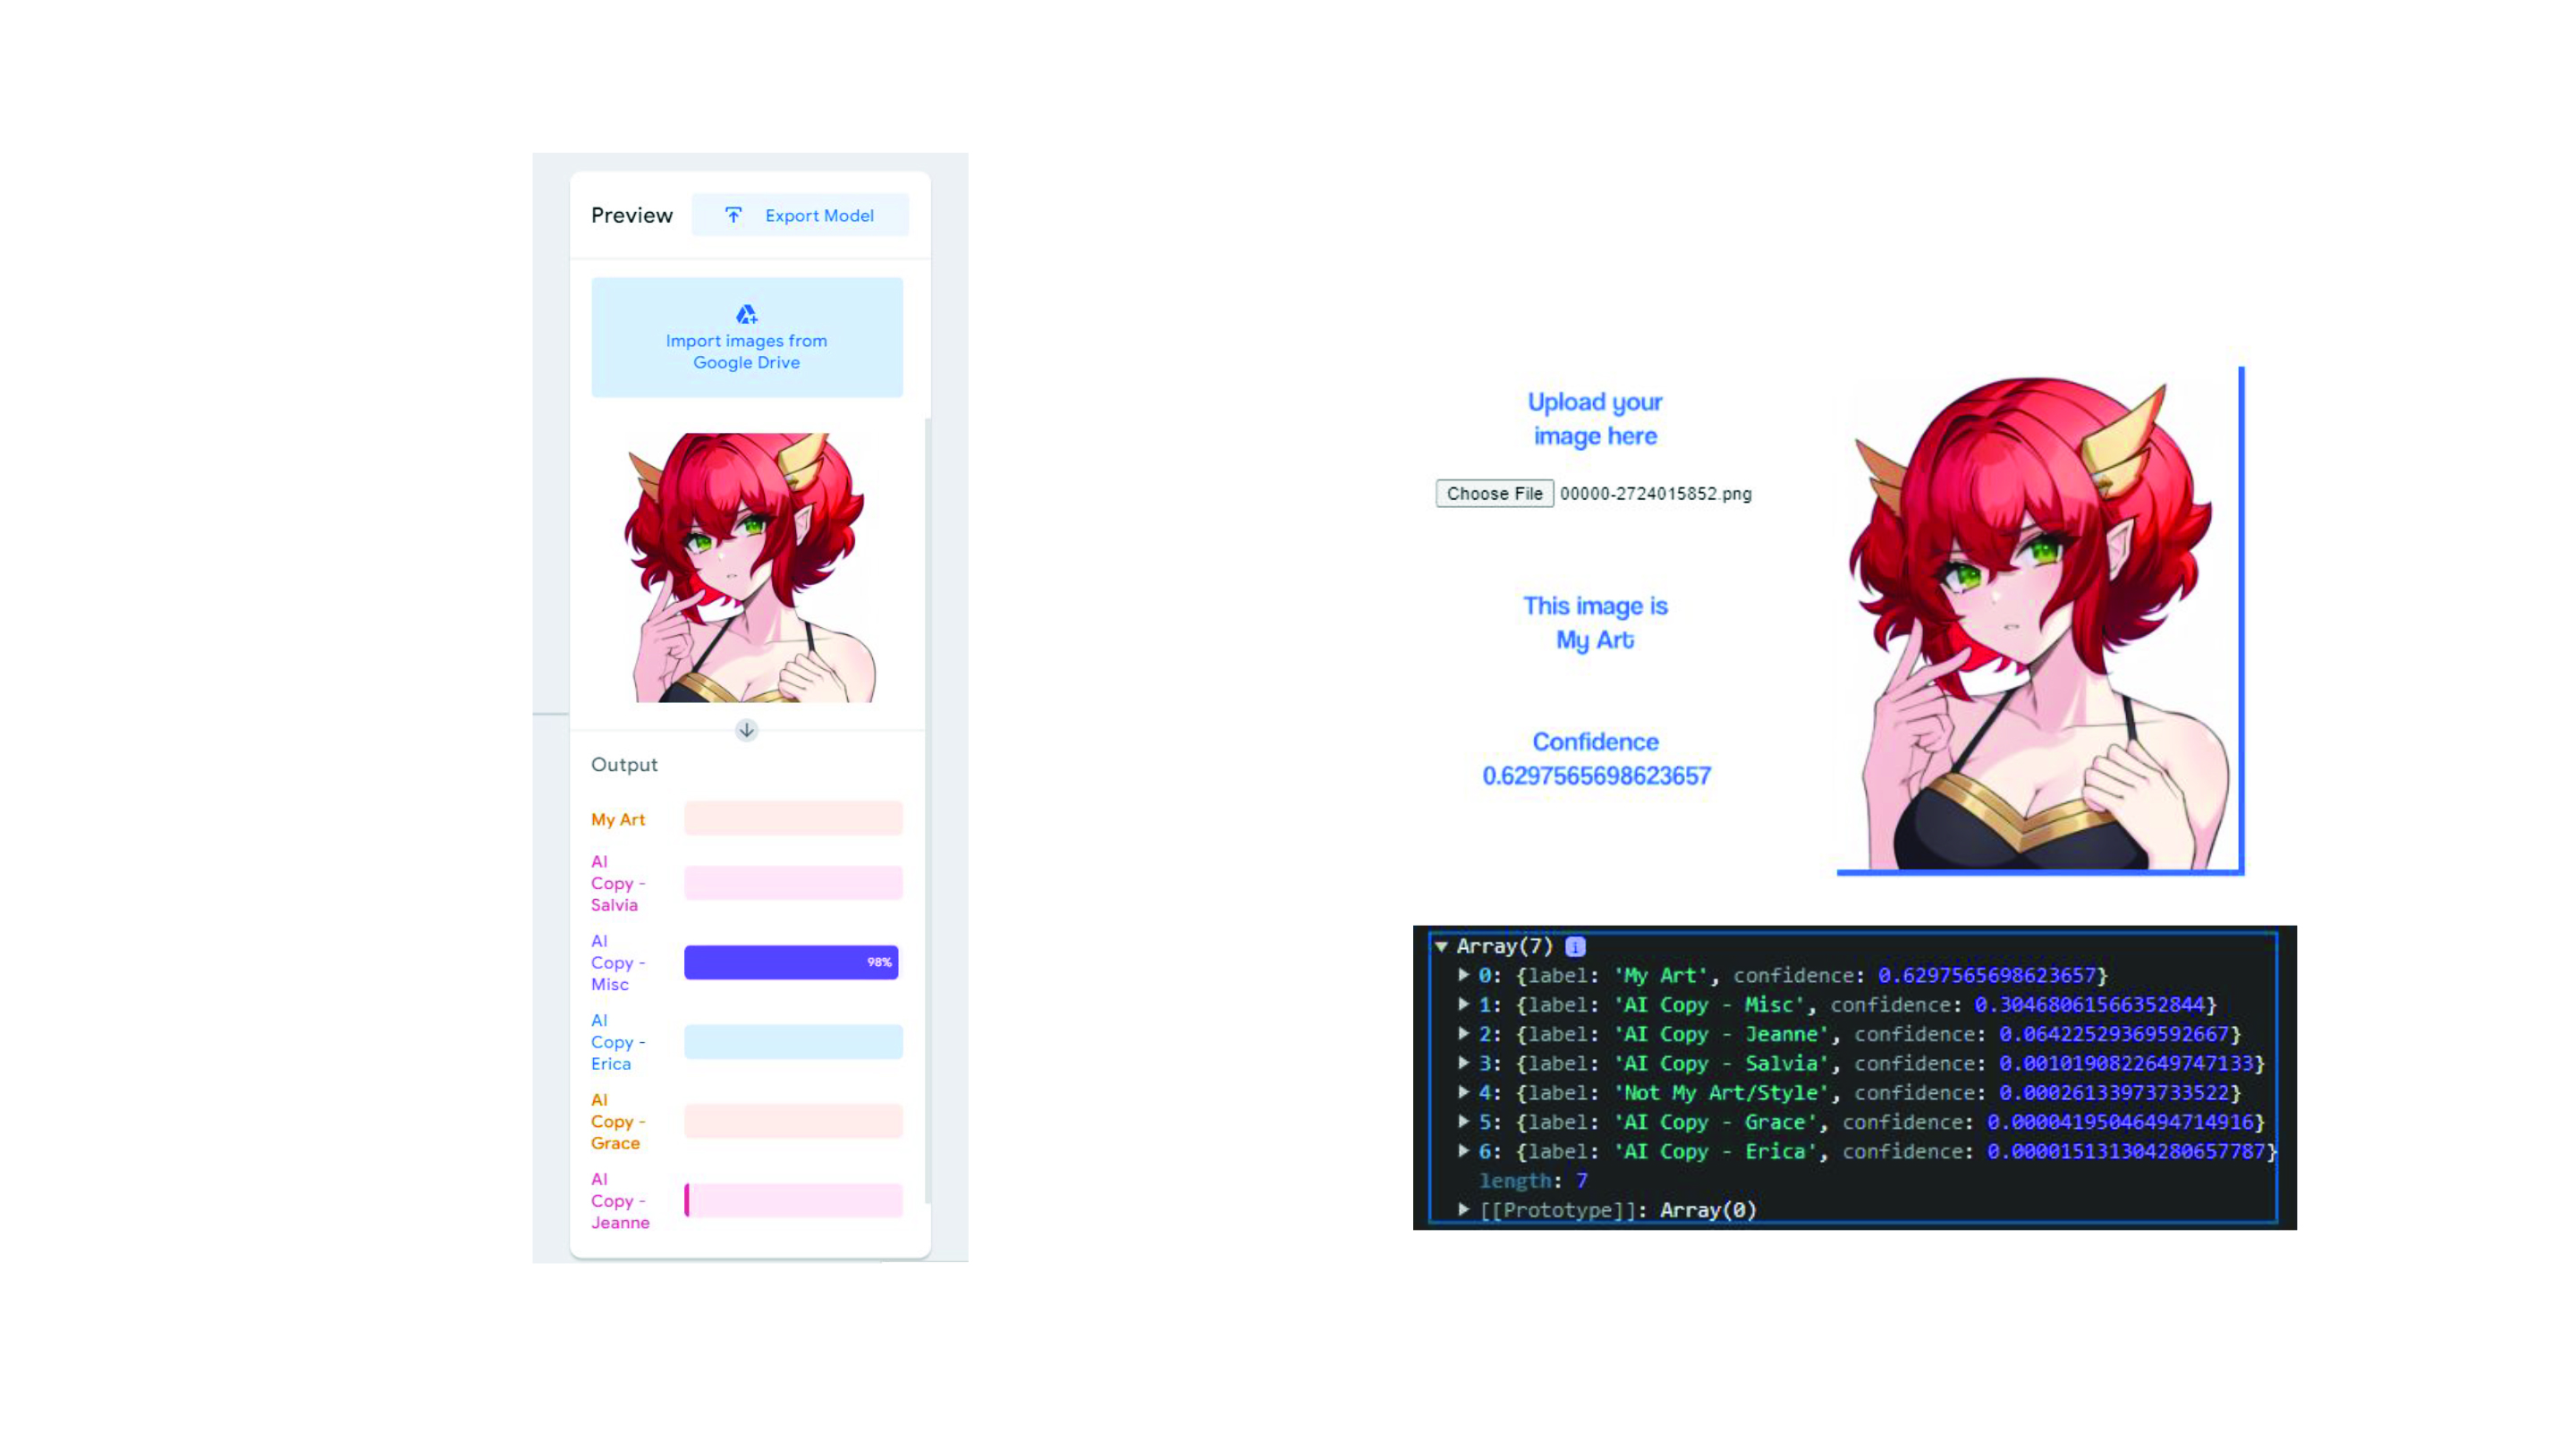 Preview
Export Model
Import images from
Google Drive
Output
My Art
AI
Copy -
Salvia
AI
Copy -
Misc
98%
AI
Copy -
Erica
AI
Copy -
Grace
AI
Copy -
Jeanne
Upload your
image here
Choose File 00000-2724015852.png
This image is
My Art
Confidence
0.6297565698623657
▼ Array(7) i
▶ 0: {label: 'My Art', confidence: 0.6297565698623657}
▶ 1: {label: 'AI Copy - Misc', confidence: 0.30468061566352844}
▶ 2: {label: 'AI Copy - Jeanne', confidence: 0.064225293695926​67}
▶ 3: {label: 'AI Copy - Salvia', confidence: 0.0010190822649747133}
▶ 4: {label: 'Not My Art/Style', confidence: 0.000261339737335​22}
▶ 5: {label: 'AI Copy - Grace', confidence: 0.00004195046494714916}
▶ 6: {label: 'AI Copy - Erica', confidence: 0.000015131304280657787}
length: 7
▶ [[Prototype]]: Array(0)